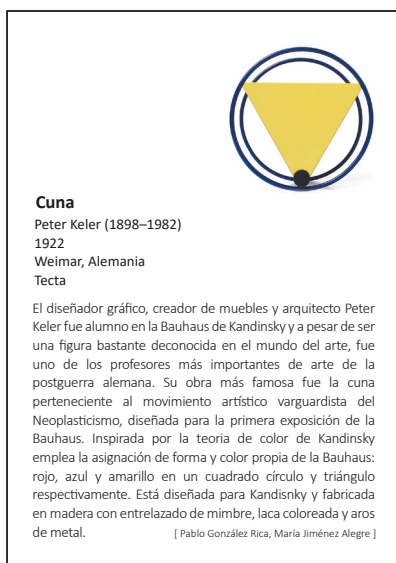 Cuna
Peter Keler (1898–1982)
1922
Weimar, Alemania
Tecta
El diseñador gráfico, creador de muebles y arquitecto Peter
Keler fue alumno en la Bauhaus de Kandinsky y a pesar de ser
una figura bastante deconocida en el mundo del arte, fue
uno de los profesores más importantes de arte de la
postguerra alemana. Su obra más famosa fue la cuna
perteneciente al movimiento artístico varguardista del
Neoplasticismo, diseñada para la primera exposición de la
Bauhaus. Inspirada por la teoria de color de Kandinsky
emplea la asignación de forma y color propia de la Bauhaus:
rojo, azul y amarillo en un cuadrado círculo y triángulo
respectivamente. Está diseñada para Kandisnky y fabricada
en madera con entrelazado de mimbre, laca coloreada y aros
de metal. [ Pablo González Rica, María Jiménez Alegre ]